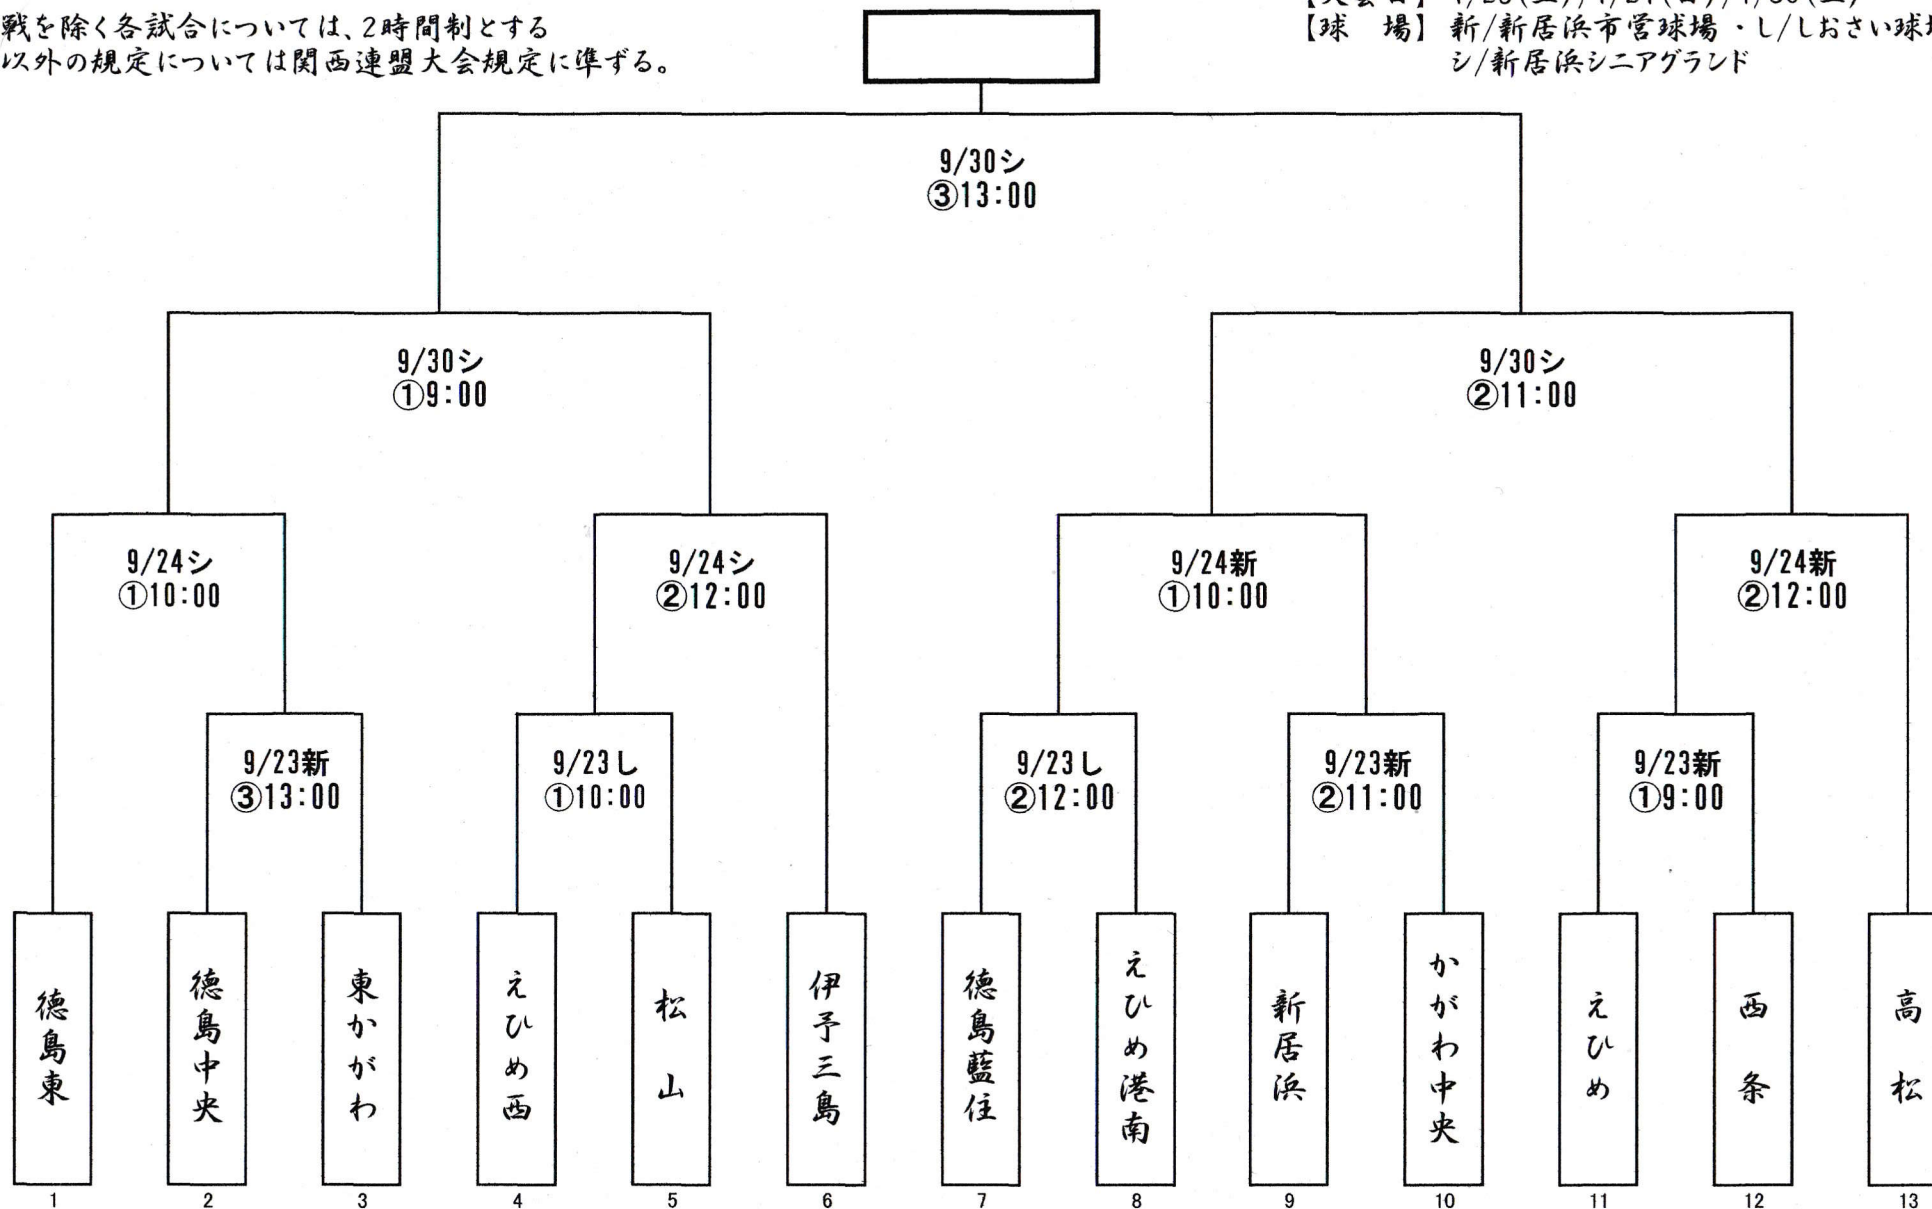 戦を除く各試合については、2時間制とする
以外の規定については関西連盟大会規定に準ずる。
【球　場】 新/新居浜市営球場・し/しおさい球場
シ/新居浜シニアグランド
9/30シ
③13:00
9/30シ
①9:00
9/30シ
②11:00
9/24シ
①10:00
9/24シ
②12:00
9/24新
①10:00
9/24新
②12:00
9/23新
③13:00
9/23し
①10:00
9/23し
②12:00
9/23新
②11:00
9/23新
①9:00
徳島東
徳島中央
東かがわ
えひめ西
松山
伊予三島
徳島藍住
えひめ港南
新居浜
かがわ中央
えひめ
西条
高松
1 2 3 4 5 6 7 8 9 10 11 12 13